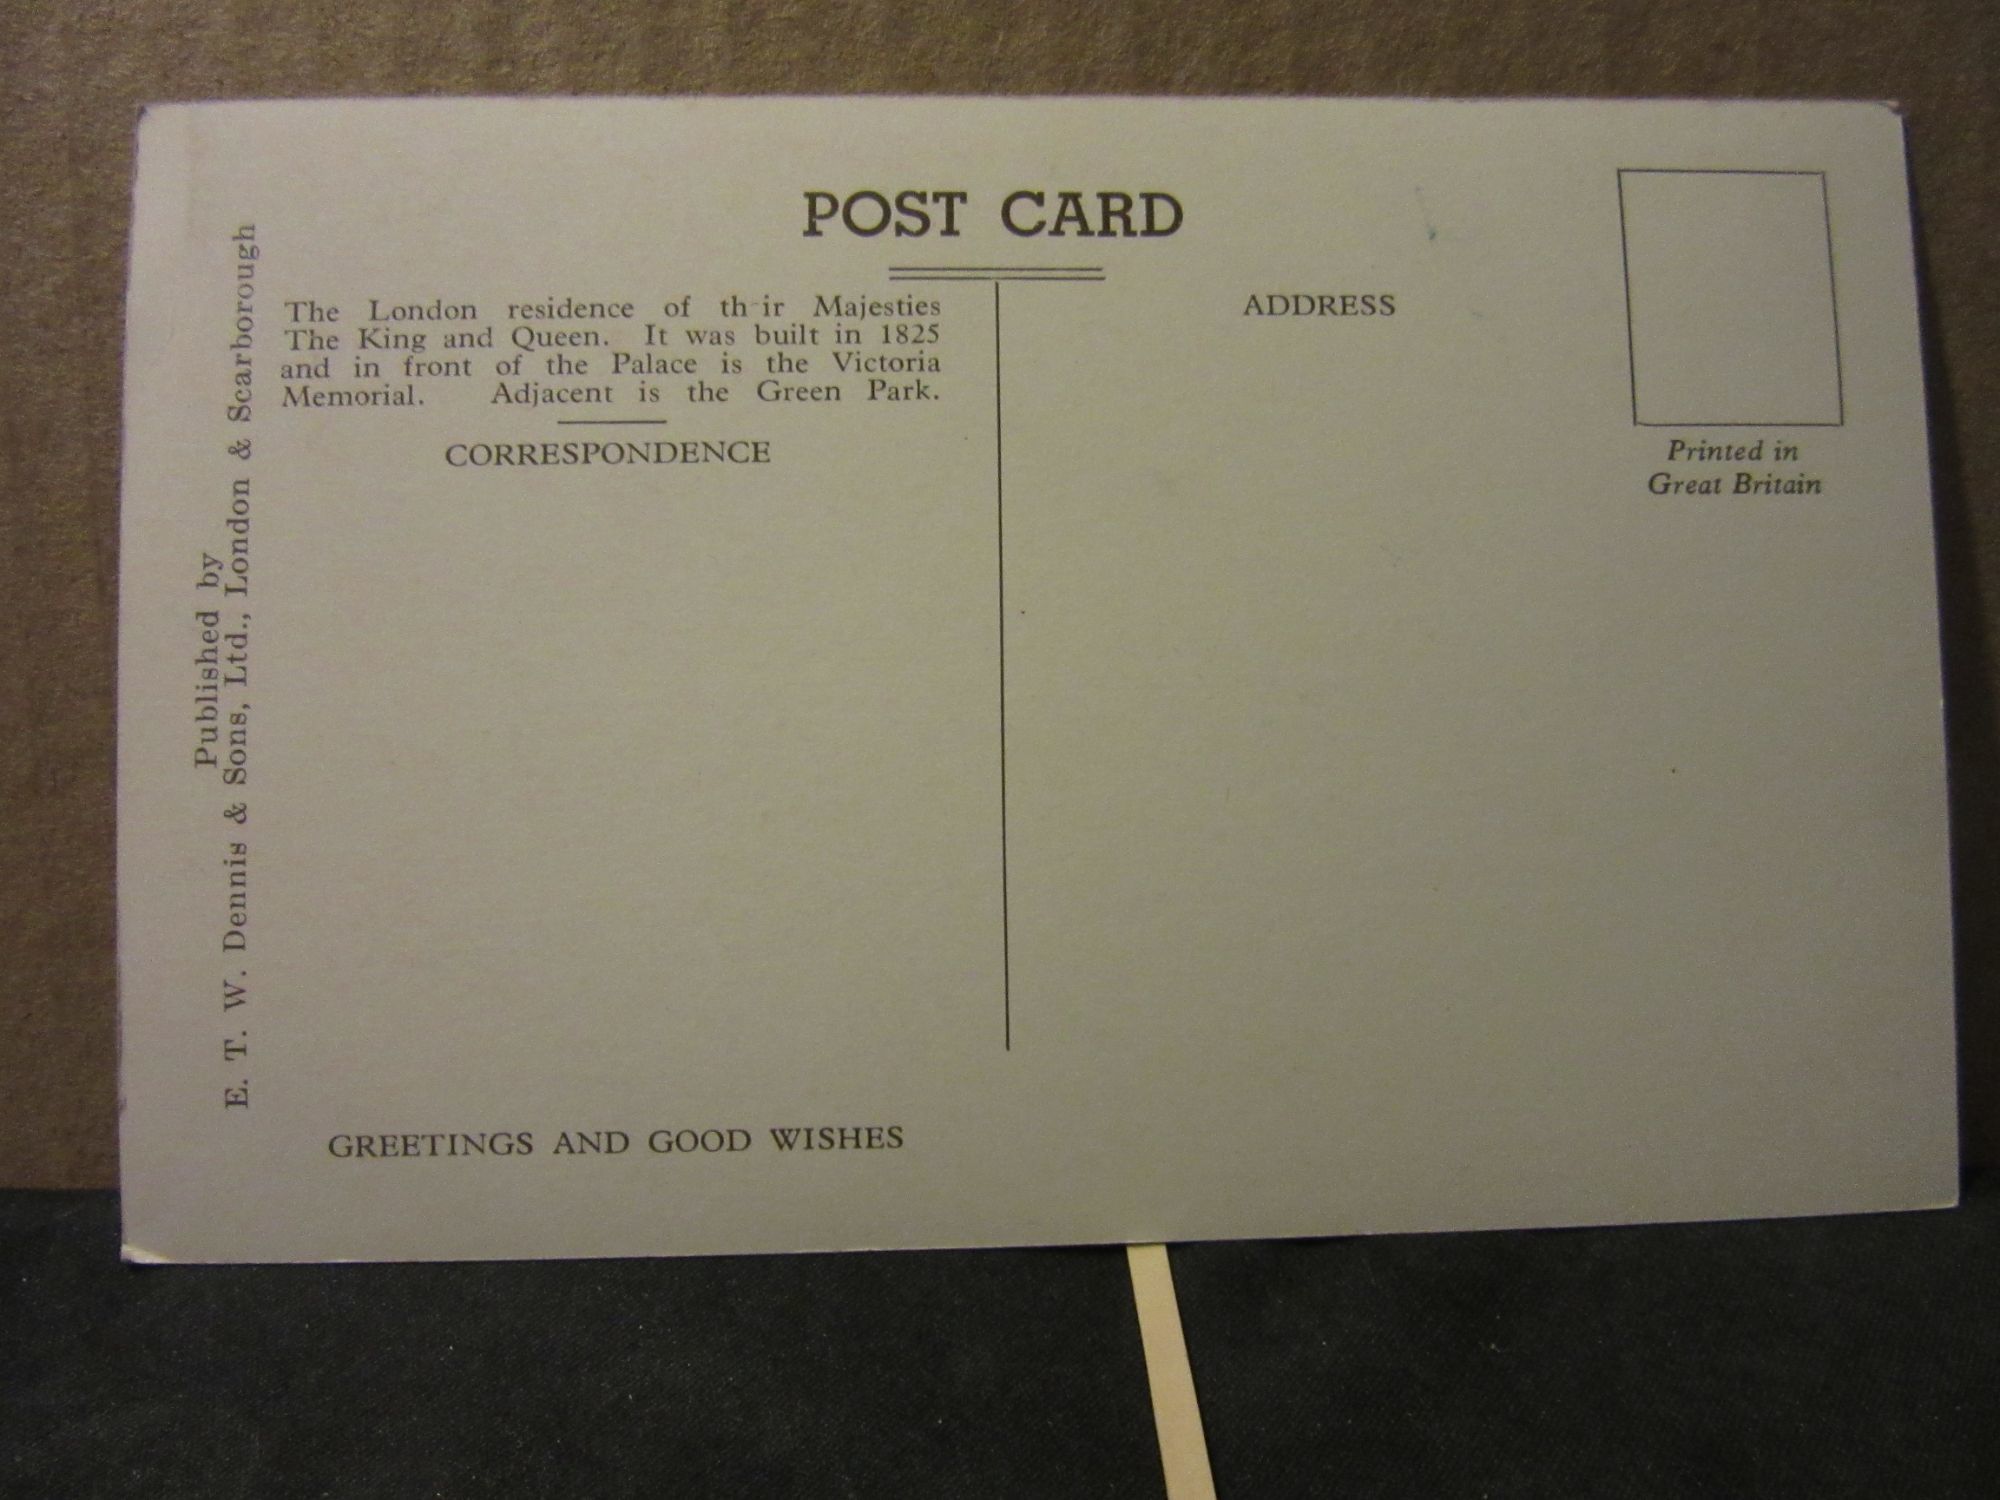 POST CARD
The London residence of th-ir Majesties
The King and Queen. It was built in 1825
and in front of the Palace is the Victoria
Memorial. Adjacent is the Green Park.
CORRESPONDENCE
GREETINGS AND GOOD WISHES
Published by
E. T. W. Dennis & Sons, Ltd., London & Scarborough
ADDRESS
Printed in
Great Britain